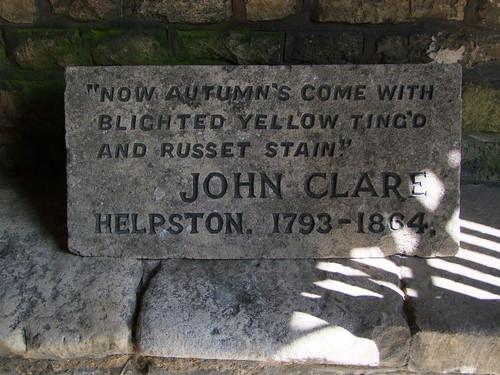 "NOW AUTUMN'S COME WITH
BLIGHTED YELLOW TING'D
AND RUSSET STAIN."
JOHN CLARE
HELPSTON. 1793-1864.